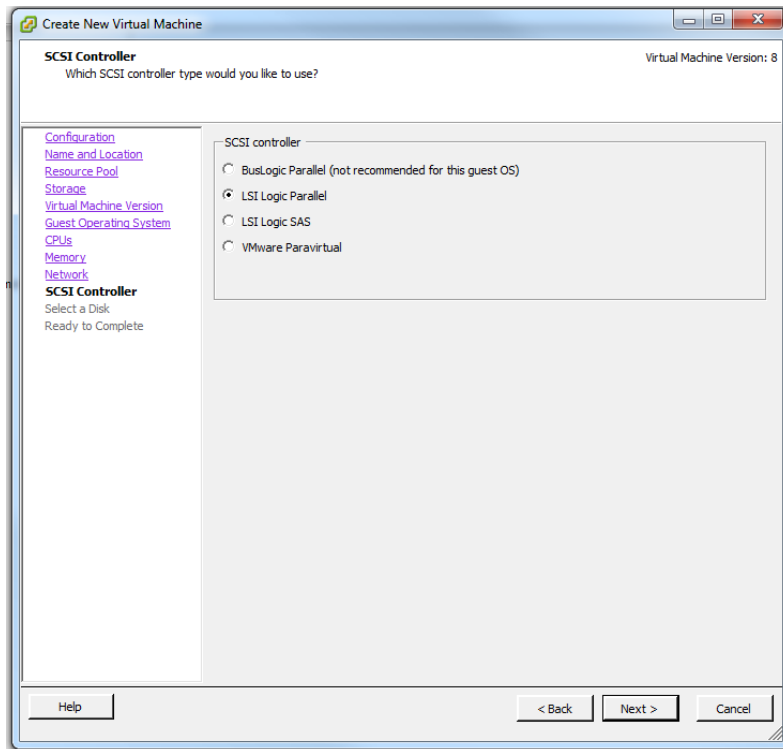 Create New Virtual Machine
SCSI Controller
Which SCSI controller type would you like to use?
Virtual Machine Version: 8
Configuration
Name and Location
Resource Pool
Storage
Virtual Machine Version
Guest Operating System
CPUs
Memory
Network
SCSI Controller
Select a Disk
Ready to Complete
SCSI controller
BusLogic Parallel (not recommended for this guest OS)
LSI Logic Parallel
LSI Logic SAS
VMware Paravirtual
Help
< Back
Next >
Cancel